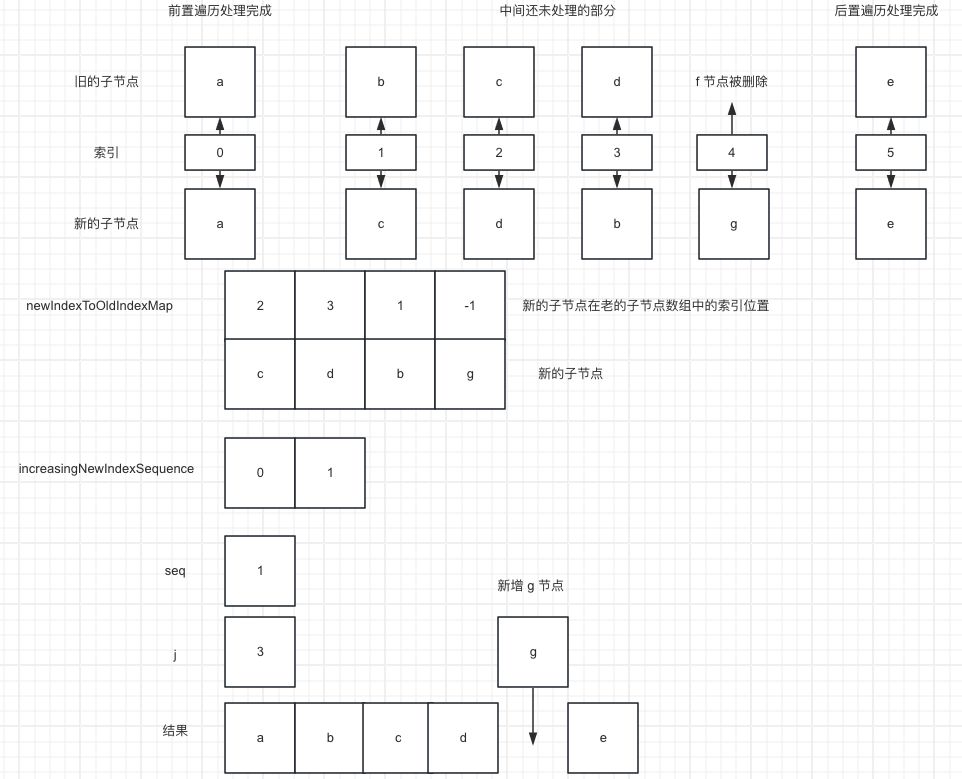 前置遍历处理完成
中间还未处理的部分
后置遍历处理完成
旧的子节点
a
b
c
d
f 节点被删除
e
索引
0
1
2
3
4
5
新的子节点
a
c
d
b
g
e
newIndexToOldIndexMap
2
3
1
-1
新的子节点在老的子节点数组中的索引位置
c
d
b
g
新的子节点
increasingNewIndexSequence
0
1
seq
1
新增 g 节点
j
3
g
结果
a
b
c
d
e